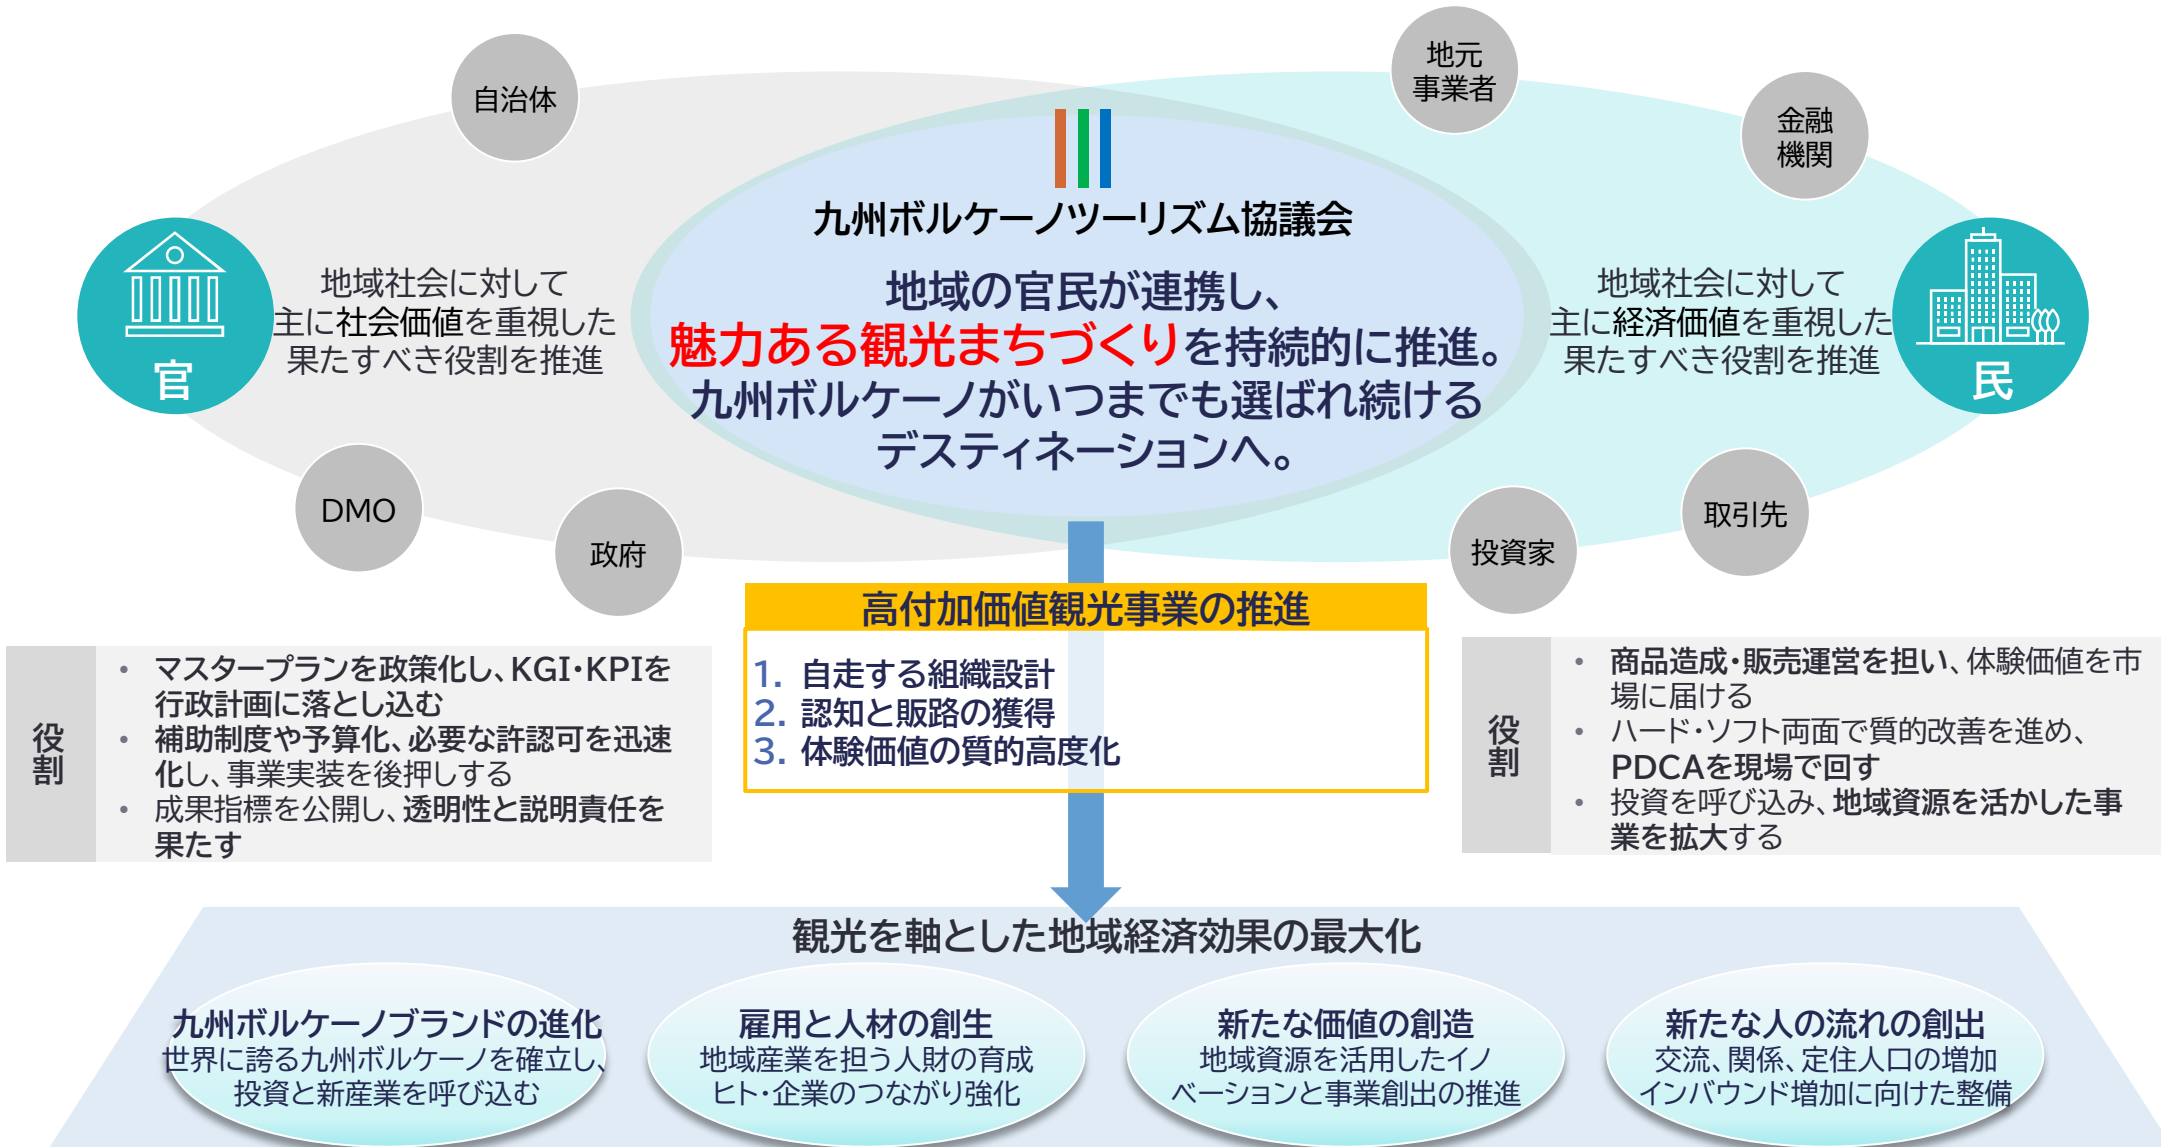 自治体
地元
事業者
金融
機関
九州ボルケーノツーリズム協議会
官
地域社会に対して
主に社会価値を重視した
果たすべき役割を推進
地域の官民が連携し、
魅力ある観光まちづくりを持続的に推進。
九州ボルケーノがいつまでも選ばれ続ける
デスティネーションへ。
地域社会に対して
主に経済価値を重視した
果たすべき役割を推進
民
DMO
政府
投資家
取引先
高付加価値観光事業の推進
1. 自走する組織設計
2. 認知と販路の獲得
3. 体験価値の質的高度化
役割
• マスタープランを政策化し、KGI・KPIを
行政計画に落とし込む
• 補助制度や予算化、必要な許認可を迅速
化し、事業実装を後押しする
• 成果指標を公開し、透明性と説明責任を
果たす
役割
• 商品造成・販売運営を担い、体験価値を市
場に届ける
• ハード・ソフト両面で質的改善を進め、
PDCAを現場で回す
• 投資を呼び込み、地域資源を活かした事
業を拡大する
観光を軸とした地域経済効果の最大化
九州ボルケーノブランドの進化
世界に誇る九州ボルケーノを確立し、
投資と新産業を呼び込む
雇用と人材の創生
地域産業を担う人財の育成
ヒト・企業のつながり強化
新たな価値の創造
地域資源を活用したイノ
ベーションと事業創出の推進
新たな人の流れの創出
交流、関係、定住人口の増加
インバウンド増加に向けた整備